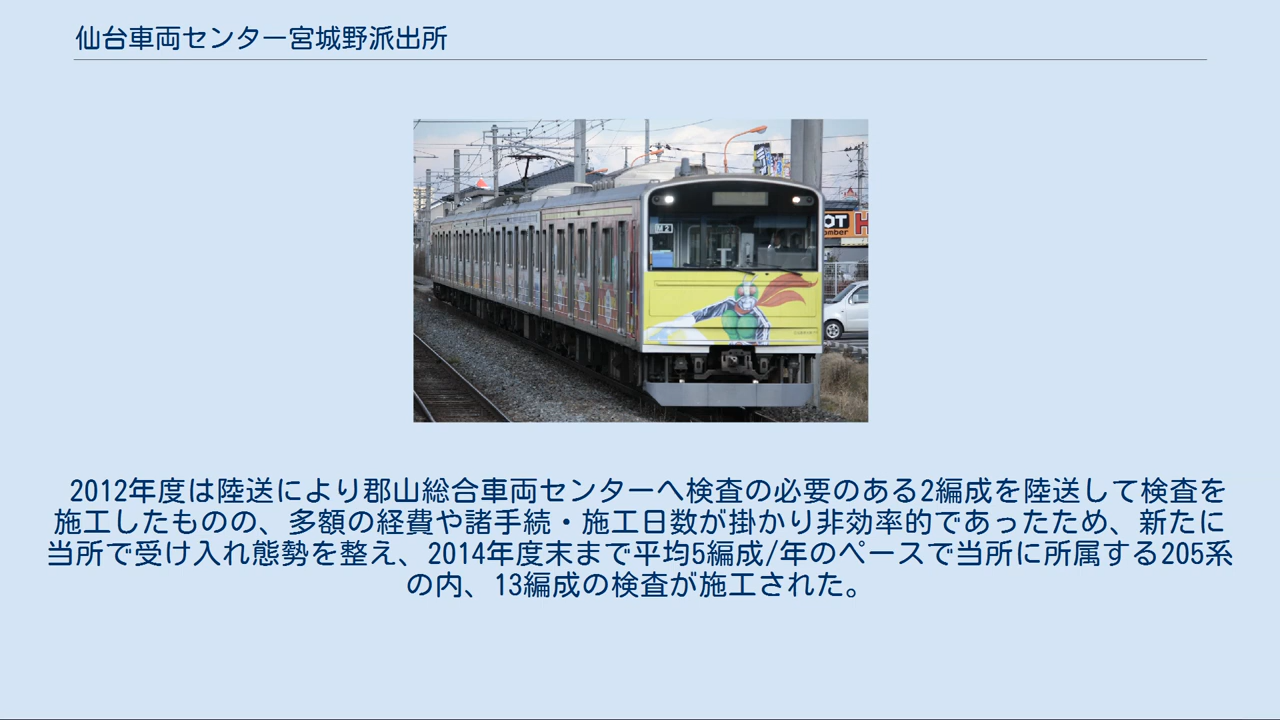 仙台車両センター宮城野派出所
OT
H
omber
2012年度は陸送により郡山総合車両センターへ検査の必要のある2編成を陸送して検査を
施工したものの、多額の経費や諸手続・施工日数が掛かり非効率的であったため、新たに
当所で受け入れ態勢を整え、2014年度末まで平均5編成/年のペースで当所に所属する205系
の内、13編成の検査が施工された。